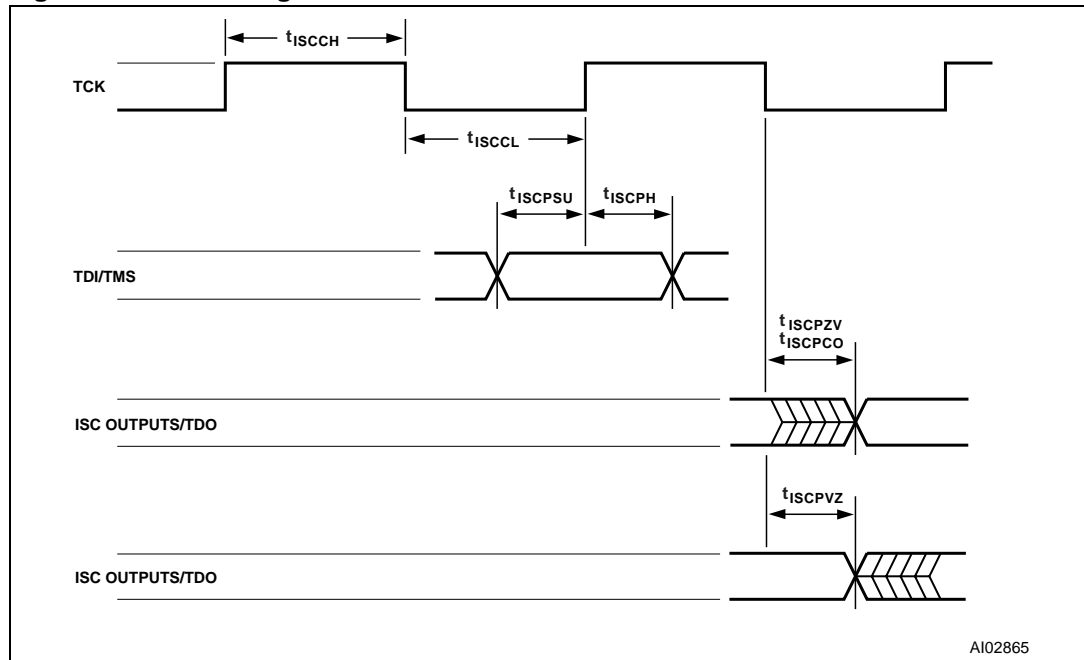 tISCCH
TCK
tISCCL
tISCPSU
tISCPH
TDI/TMS
tISCPZV
tISCPCO
ISC OUTPUTS/TDO
tISCPVZ
ISC OUTPUTS/TDO
AI02865